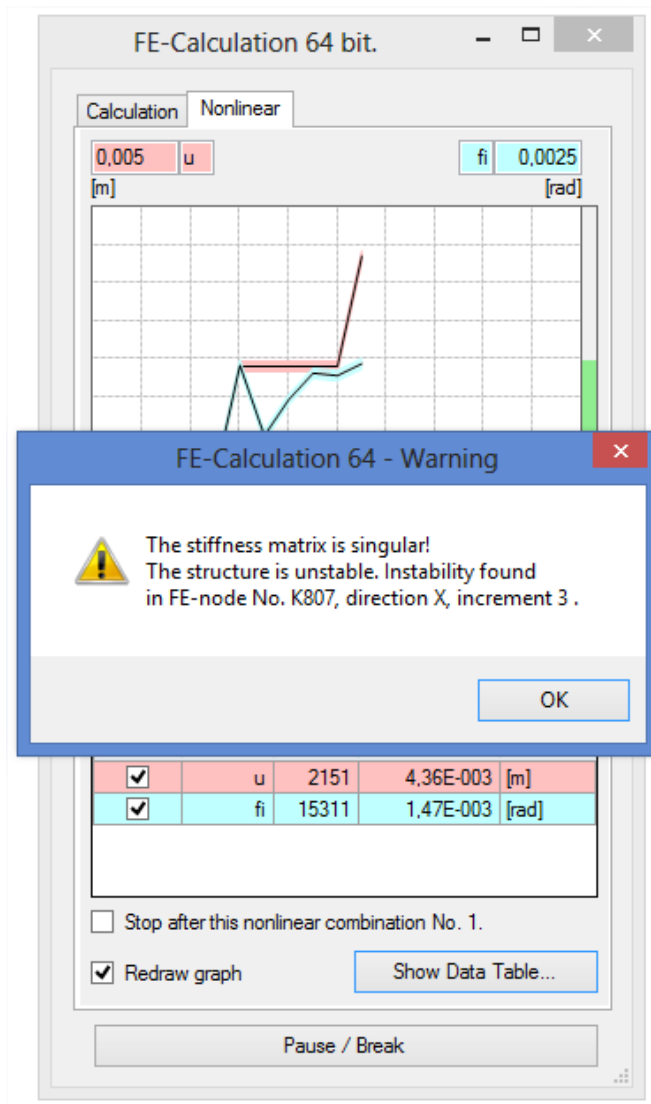 FE-Calculation 64 bit.
Calculation Nonlinear
0,005 u fi 0,0025
[m] [rad]
FE-Calculation 64 - Warning
The stiffness matrix is singular!
The structure is unstable. Instability found
in FE-node No. K807, direction X, increment 3 .
OK
u 2151 4,36E-003 [m]
fi 15311 1,47E-003 [rad]
Stop after this nonlinear combination No. 1.
Redraw graph Show Data Table...
Pause / Break